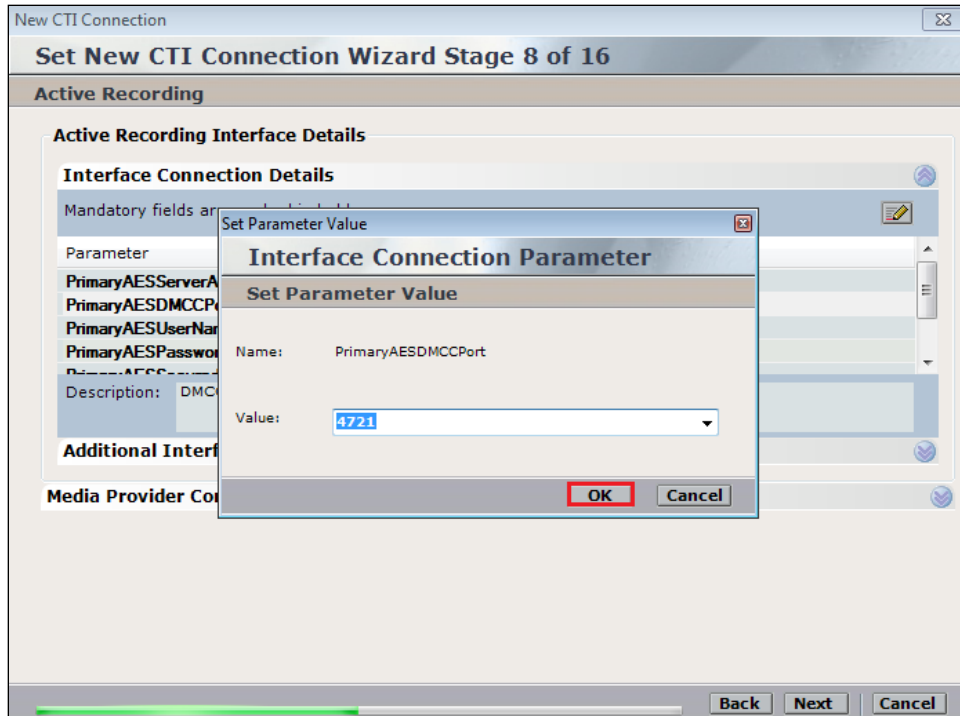 New CTI Connection
Set New CTI Connection Wizard Stage 8 of 16
Active Recording
Active Recording Interface Details
Interface Connection Details
Mandatory fields
Parameter
PrimaryAESServerA
PrimaryAESDMCCP
PrimaryAESUserNar
PrimaryAESPasswor
Description: DMC
Additional Interf
Media Provider Co
Set Parameter Value
Interface Connection Parameter
Set Parameter Value
Name: PrimaryAESDMCCPort
Value: 4721
OK Cancel
Back Next Cancel